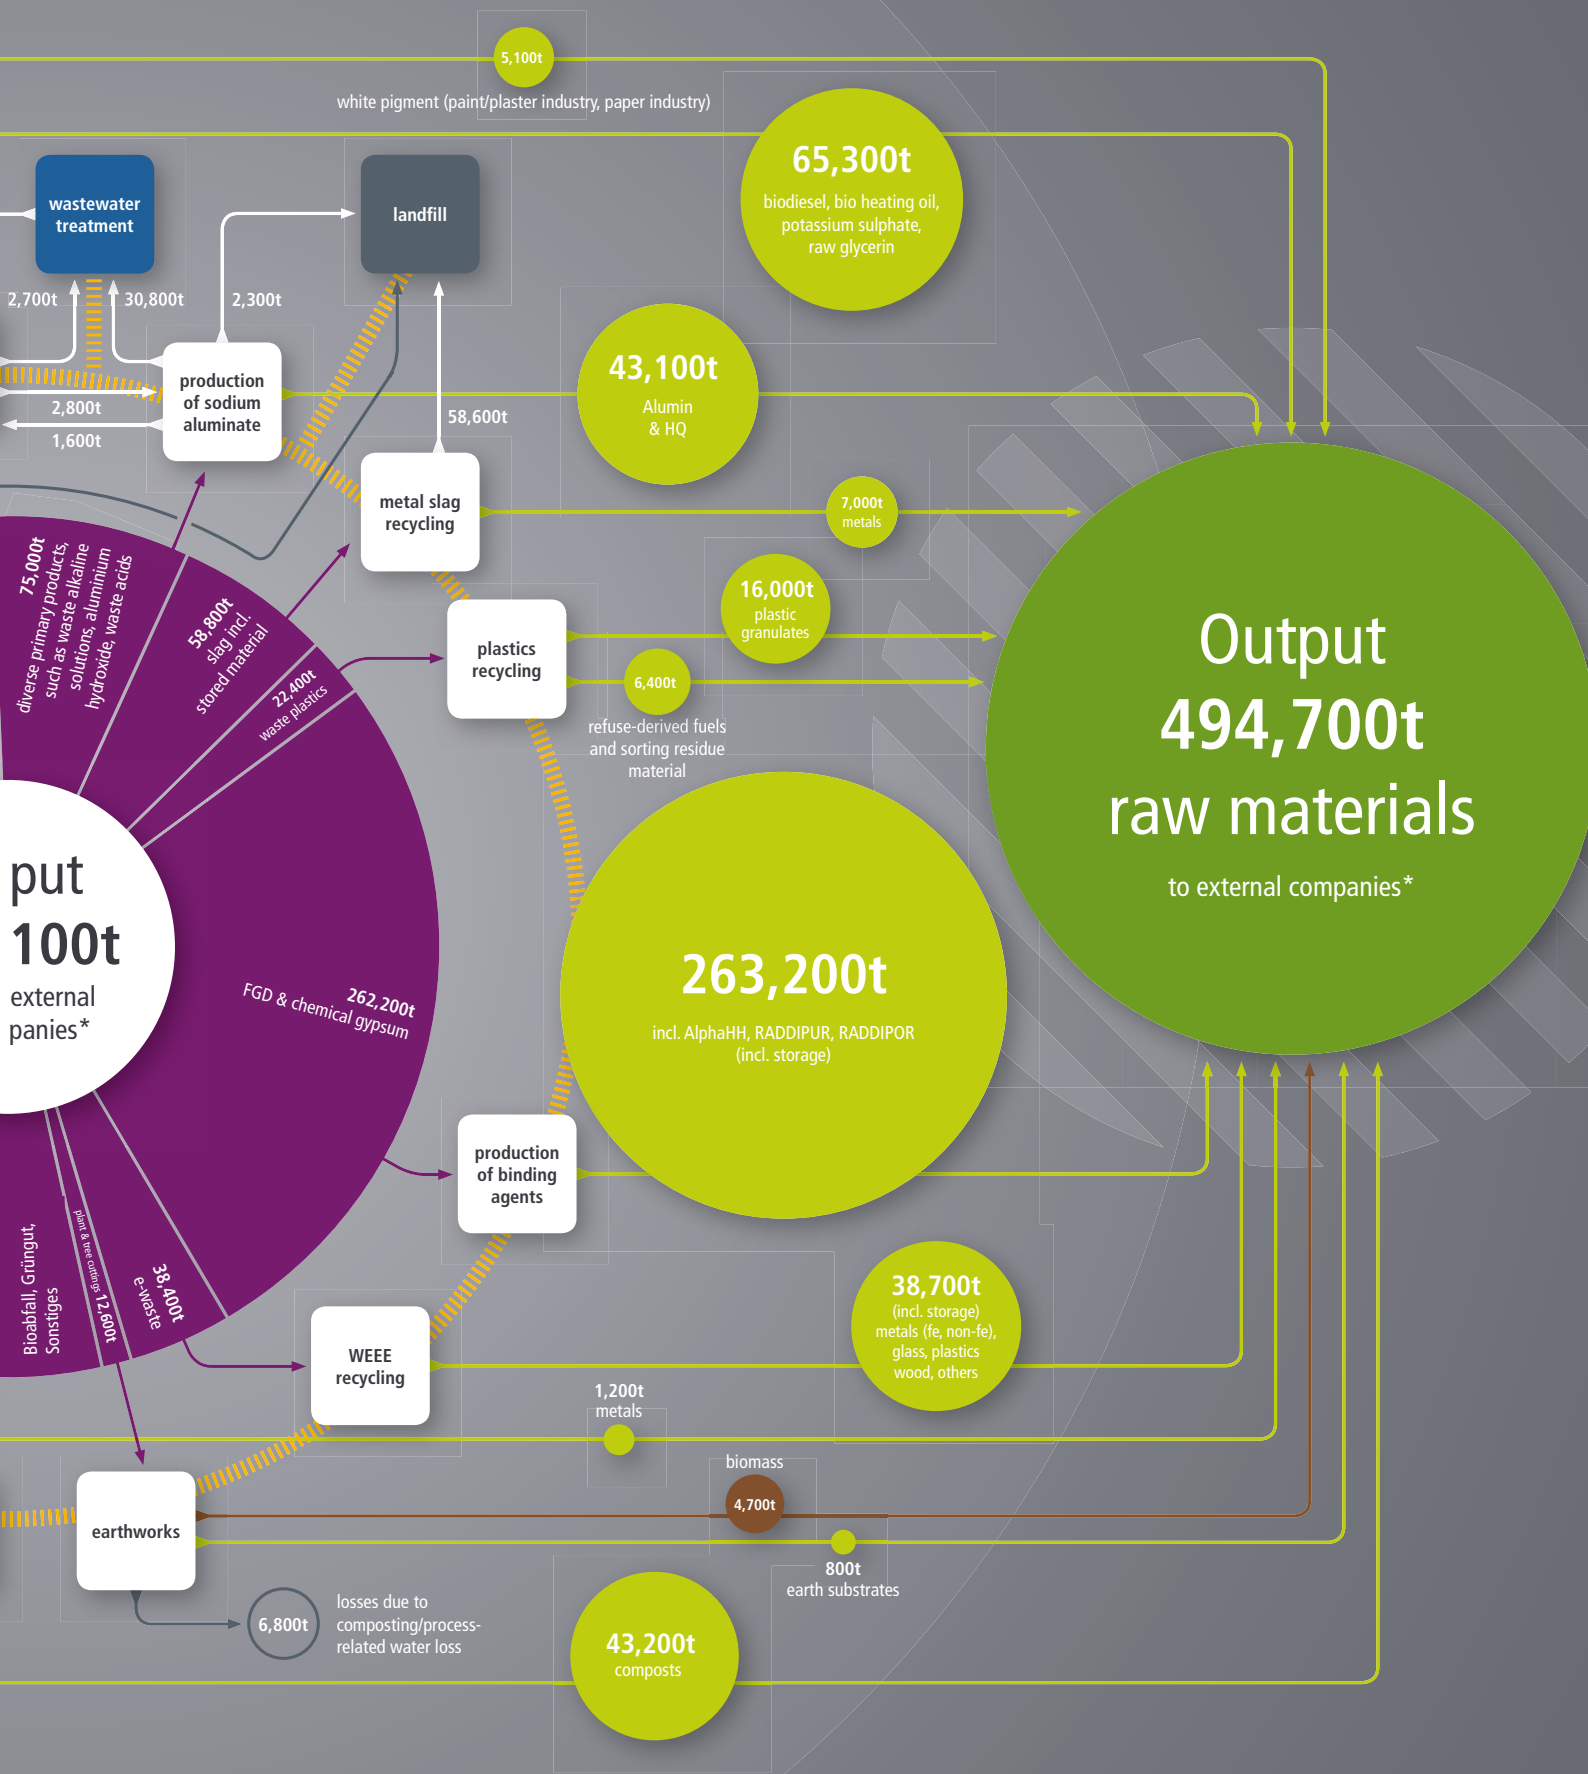 5,100t
white pigment (paint/plaster industry, paper industry)
65,300t
biodiesel, bio heating oil,
potassium sulphate,
raw glycerin
wastewater
treatment
landfill
2,700t
30,800t
2,300t
43,100t
Alumin
& HQ
production
of sodium
aluminate
2,800t
1,600t
58,600t
metal slag
recycling
7,000t
metals
16,000t
plastic
granulates
plastics
recycling
6,400t
refuse-derived fuels
and sorting residue
material
Output
494,700t
raw materials
to external companies*
75,000t
diverse primary products,
such as waste alkaline
solutions, aluminium
hydroxide, waste acids
58,800t
slag incl.
stored material
22,400t
waste plastics
put
100t
external
panies*
262,200t
FGD & chemical gypsum
263,200t
incl. AlphaHH, RADDIPUR, RADDIPOR
(incl. storage)
production
of binding
agents
Bioabfall, Grüngut,
Sonstiges
plant & tree cuttings 12,600t
38,400t
e-waste
38,700t
(incl. storage)
metals (fe, non-fe),
glass, plastics
wood, others
WEEE
recycling
1,200t
metals
biomass
4,700t
earthworks
800t
earth substrates
6,800t
losses due to
composting/process-
related water loss
43,200t
composts